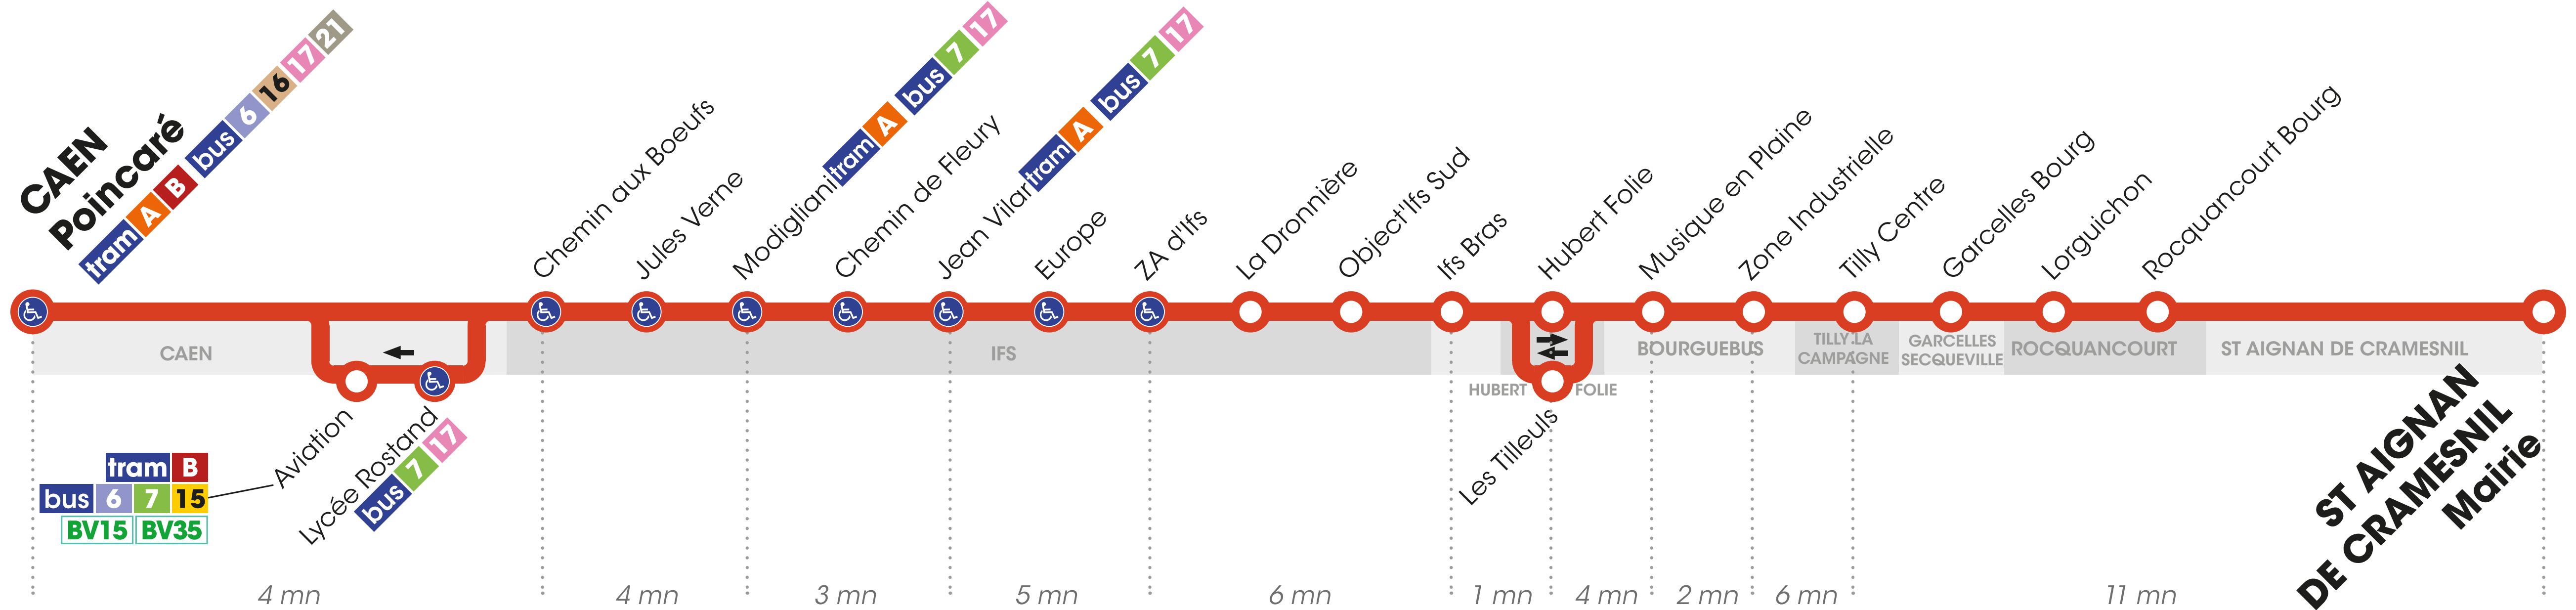 CAEN
Poincaré
tram A B bus 6 16 17 21
Chemin aux Boeufs
Jules Verne
Modigliani tram A bus 7 17
Chemin de Fleury
Jean Vilar tram A bus 7 17
Europe
ZA d'Ifs
La Dronnière
Object'Ifs Sud
Ifs Bras
Hubert Folie
Musique en Plaine
Zone Industrielle
Tilly Centre
Garcelles Bourg
Lorguichon
Rocquancourt Bourg
CAEN
IFS
HUBERT FOLIE
BOURGUEBUS
TILLY LA
CAMPAGNE
GARCELLES
SECQUEVILLE
ROCQUANCOURT
ST AIGNAN DE CRAMESNIL
Aviation
tram B
bus 6 7 15
BV15 BV35
Lycée Rostand
bus 7 17
Les Tilleuls
ST AIGNAN
DE CRAMESNIL
Mairie
4 mn 4 mn 3 mn 5 mn 6 mn 1 mn 4 mn 2 mn 6 mn 11 mn